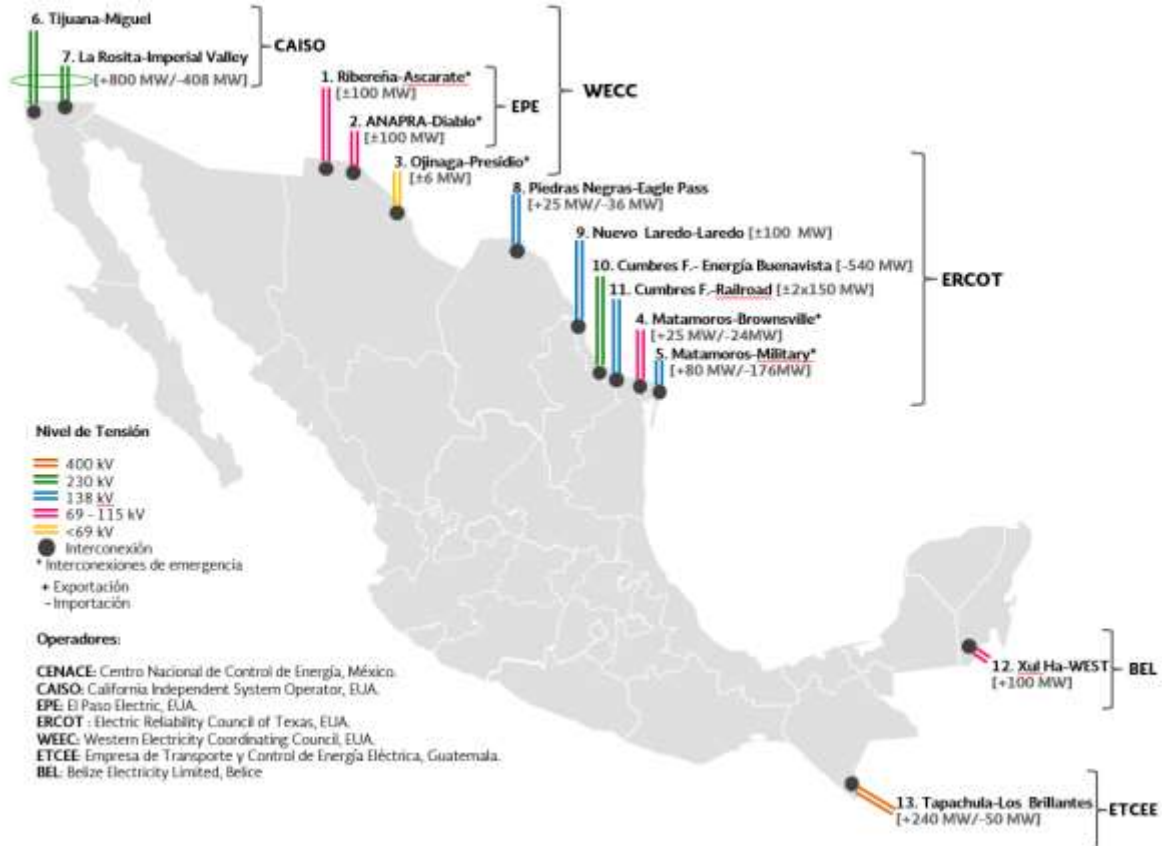 6. Tijuana-Miguel
7. La Rosita-Imperial Valley
[+800 MW/-408 MW]
CAISO
1. Ribereña-Ascarate*
[±100 MW]
2. ANAPRA-Diablo*
[±100 MW]
EPE
WECC
3. Ojinaga-Presidio*
[±6 MW]
8. Piedras Negras-Eagle Pass
[+25 MW/-36 MW]
9. Nuevo Laredo-Laredo [±100 MW]
10. Cumbres F.- Energía Buenavista [-540 MW]
11. Cumbres F.-Railroad [±2x150 MW]
4. Matamoros-Brownsville*
[+25 MW/-24MW]
5. Matamoros-Military*
[+80 MW/-176MW]
ERCOT
Nivel de Tensión
400 kV
230 kV
138 kV
69 - 115 kV
<69 kV
Interconexión
* Interconexiones de emergencia
+ Exportación
- Importación
Operadores:
CENACE: Centro Nacional de Control de Energía, México.
CAISO: California Independent System Operator, EUA.
EPE: El Paso Electric, EUA.
ERCOT : Electric Reliability Council of Texas, EUA.
WEEC: Western Electricity Coordinating Council, EUA.
ETCEE: Empresa de Transporte y Control de Energía Eléctrica, Guatemala.
BEL: Belize Electricity Limited, Belice
12. Xul Ha-WEST
[+100 MW]
BEL
13. Tapachula-Los Brillantes
[+240 MW/-50 MW]
ETCEE